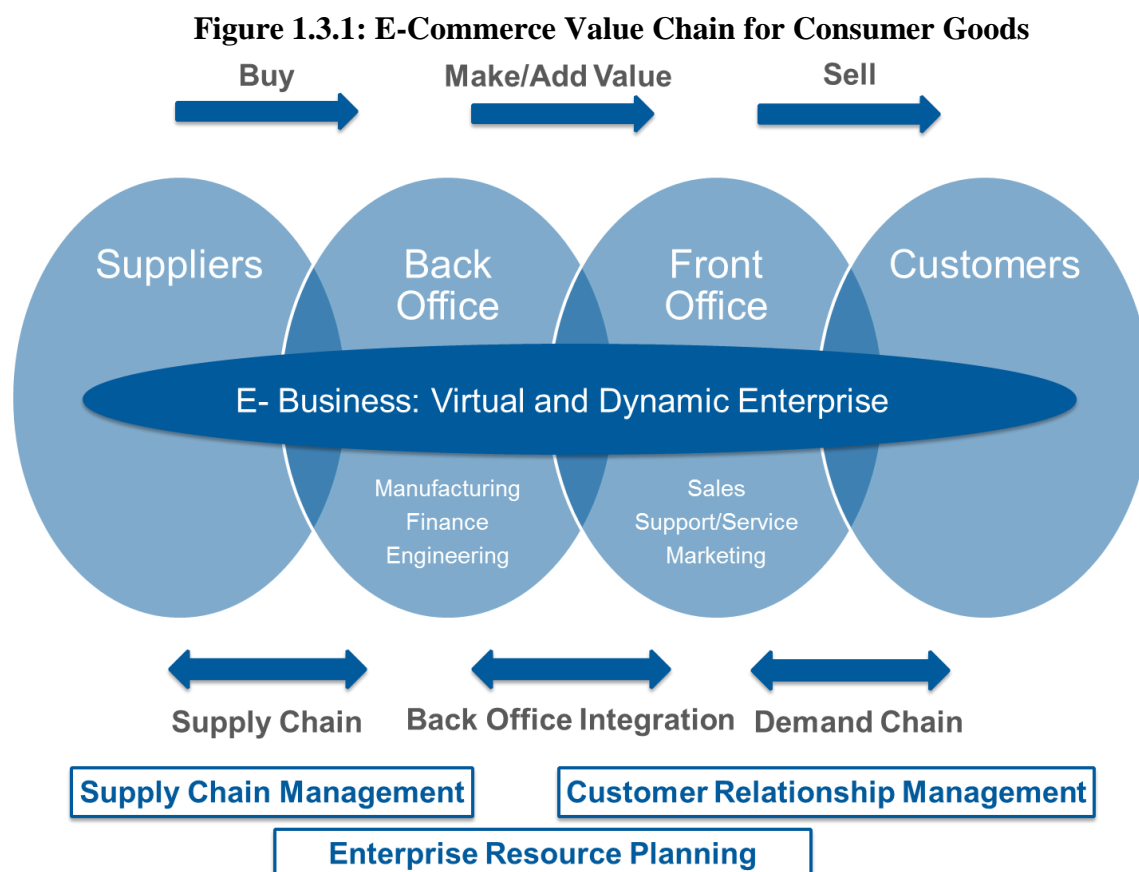 Figure 1.3.1: E-Commerce Value Chain for Consumer Goods
Buy
Make/Add Value
Sell
Suppliers
Back
Office
Front
Office
Customers
E- Business: Virtual and Dynamic Enterprise
Manufacturing
Finance
Engineering
Sales
Support/Service
Marketing
Supply Chain
Back Office Integration
Demand Chain
Supply Chain Management
Customer Relationship Management
Enterprise Resource Planning